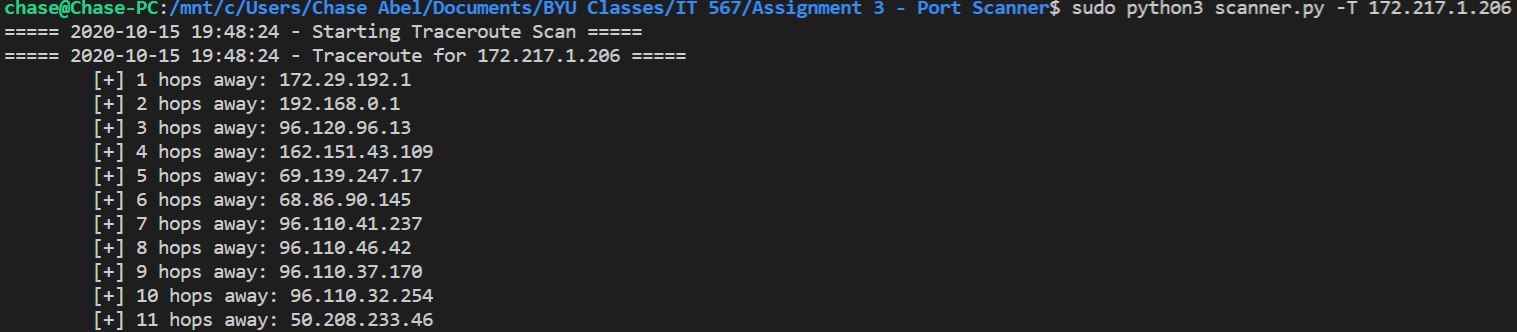 chase@Chase-PC:/mnt/c/Users/Chase Abel/Documents/BYU Classes/IT 567/Assignment 3 - Port Scanner$ sudo python3 scanner.py -T 172.217.1.206
===== 2020-10-15 19:48:24 - Starting Traceroute Scan =====
===== 2020-10-15 19:48:24 - Traceroute for 172.217.1.206 =====
[+] 1 hops away: 172.29.192.1
[+] 2 hops away: 192.168.0.1
[+] 3 hops away: 96.120.96.13
[+] 4 hops away: 162.151.43.109
[+] 5 hops away: 69.139.247.17
[+] 6 hops away: 68.86.90.145
[+] 7 hops away: 96.110.41.237
[+] 8 hops away: 96.110.46.42
[+] 9 hops away: 96.110.37.170
[+] 10 hops away: 96.110.32.254
[+] 11 hops away: 50.208.233.46